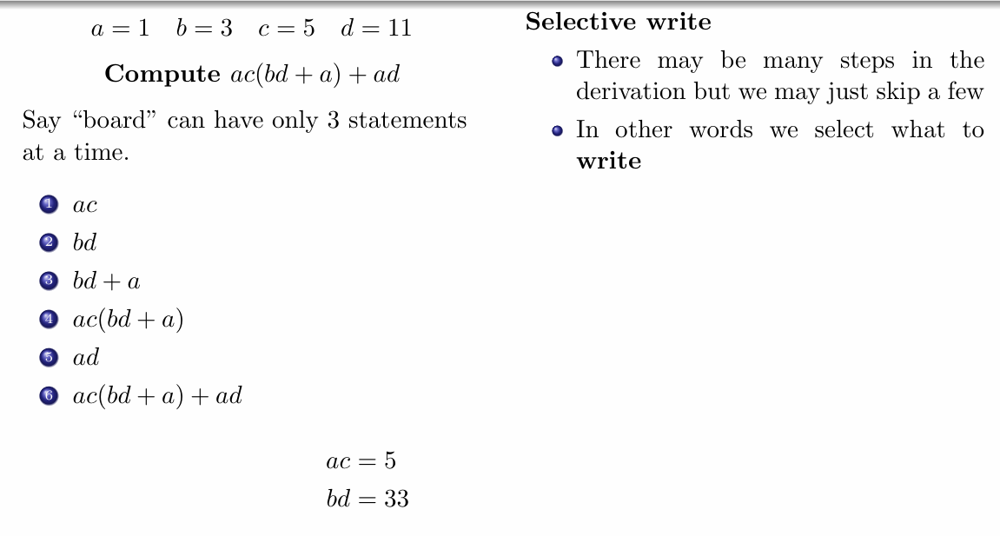 a = 1 b = 3 c = 5 d = 11
Compute ac(bd + a) + ad
Say “board” can have only 3 statements
at a time.
1 ac
2 bd
3 bd + a
4 ac(bd + a)
5 ad
6 ac(bd + a) + ad
ac = 5
bd = 33
Selective write
There may be many steps in the
derivation but we may just skip a few
In other words we select what to
write